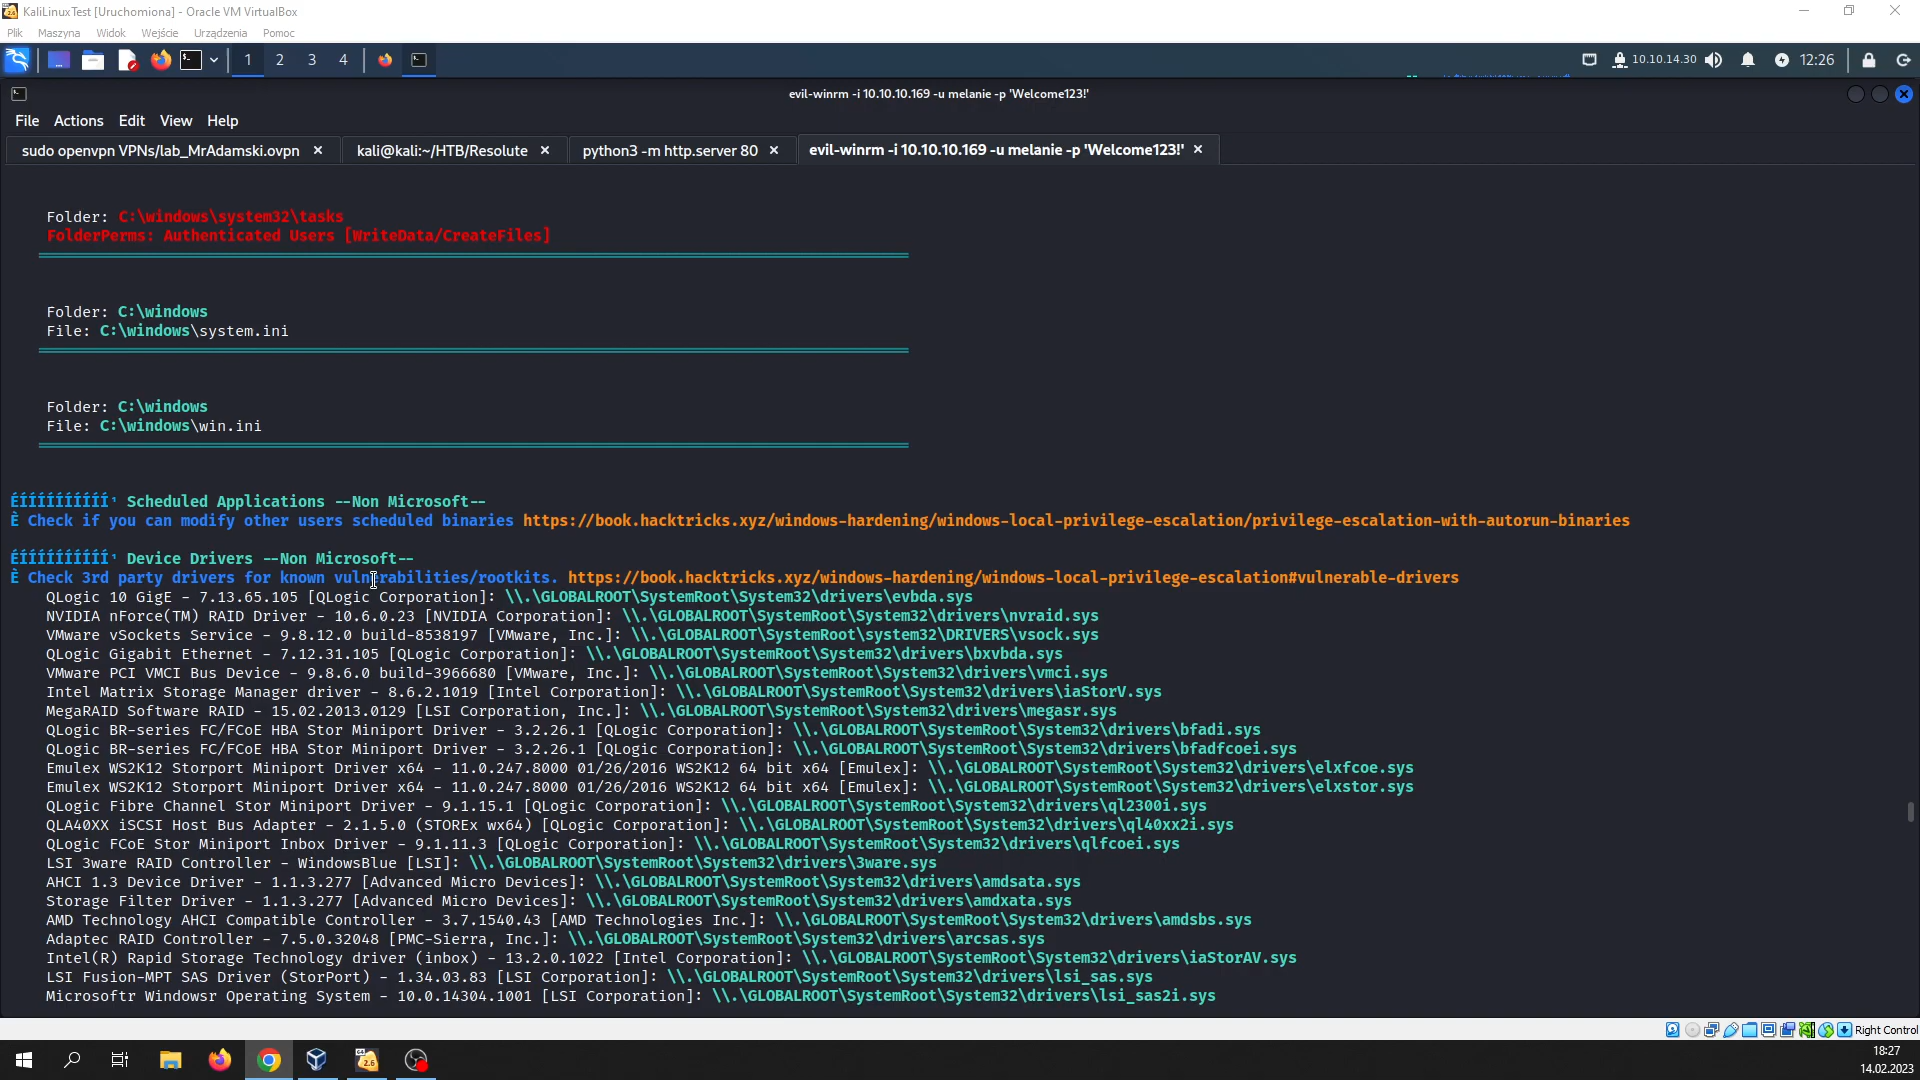 KaliLinuxTest [Uruchomiona] - Oracle VM VirtualBox
Plik Maszyna Widok Wejście Urządzenia Pomoc
1 2 3 4 10.10.14.30 12:26
evil-winrm -i 10.10.10.169 -u melanie -p 'Welcome123!'
File Actions Edit View Help
sudo openvpn VPNs/lab_MrAdamski.ovpn × kali@kali:~/HTB/Resolute × python3 -m http.server 80 × evil-winrm -i 10.10.10.169 -u melanie -p 'Welcome123!' ×
Folder: C:\windows\system32\tasks
FolderPerms: Authenticated Users [WriteData/CreateFiles]
Folder: C:\windows
File: C:\windows\system.ini
Folder: C:\windows
File: C:\windows\win.ini
ÉÍÍÍÍÍÍÍÍÍÍ¹ Scheduled Applications --Non Microsoft--
È Check if you can modify other users scheduled binaries https://book.hacktricks.xyz/windows-hardening/windows-local-privilege-escalation/privilege-escalation-with-autorun-binaries
ÉÍÍÍÍÍÍÍÍÍÍ¹ Device Drivers --Non Microsoft--
È Check 3rd party drivers for known vulnerabilities/rootkits. https://book.hacktricks.xyz/windows-hardening/windows-local-privilege-escalation#vulnerable-drivers
QLogic 10 GigE - 7.13.65.105 [QLogic Corporation]: \\.\GLOBALROOT\SystemRoot\System32\drivers\evbda.sys
NVIDIA nForce(TM) RAID Driver - 10.6.0.23 [NVIDIA Corporation]: \\.\GLOBALROOT\SystemRoot\System32\drivers\nvraid.sys
VMware vSockets Service - 9.8.12.0 build-8538197 [VMware, Inc.]: \\.\GLOBALROOT\SystemRoot\system32\DRIVERS\vsock.sys
QLogic Gigabit Ethernet - 7.12.31.105 [QLogic Corporation]: \\.\GLOBALROOT\SystemRoot\System32\drivers\bxvbda.sys
VMware PCI VMCI Bus Device - 9.8.6.0 build-3966680 [VMware, Inc.]: \\.\GLOBALROOT\SystemRoot\System32\drivers\vmci.sys
Intel Matrix Storage Manager driver - 8.6.2.1019 [Intel Corporation]: \\.\GLOBALROOT\SystemRoot\System32\drivers\iaStorV.sys
MegaRAID Software RAID - 15.02.2013.0129 [LSI Corporation, Inc.]: \\.\GLOBALROOT\SystemRoot\System32\drivers\megasr.sys
QLogic BR-series FC/FCoE HBA Stor Miniport Driver - 3.2.26.1 [QLogic Corporation]: \\.\GLOBALROOT\SystemRoot\System32\drivers\bfadi.sys
QLogic BR-series FC/FCoE HBA Stor Miniport Driver - 3.2.26.1 [QLogic Corporation]: \\.\GLOBALROOT\SystemRoot\System32\drivers\bfadfcoei.sys
Emulex WS2K12 Storport Miniport Driver x64 - 11.0.247.8000 01/26/2016 WS2K12 64 bit x64 [Emulex]: \\.\GLOBALROOT\SystemRoot\System32\drivers\elxfcoe.sys
Emulex WS2K12 Storport Miniport Driver x64 - 11.0.247.8000 01/26/2016 WS2K12 64 bit x64 [Emulex]: \\.\GLOBALROOT\SystemRoot\System32\drivers\elxstor.sys
QLogic Fibre Channel Stor Miniport Driver - 9.1.15.1 [QLogic Corporation]: \\.\GLOBALROOT\SystemRoot\System32\drivers\ql2300i.sys
QLA40XX iSCSI Host Bus Adapter - 2.1.5.0 (STOREx wx64) [QLogic Corporation]: \\.\GLOBALROOT\SystemRoot\System32\drivers\ql40xx2i.sys
QLogic FCoE Stor Miniport Inbox Driver - 9.1.11.3 [QLogic Corporation]: \\.\GLOBALROOT\SystemRoot\System32\drivers\qlfcoei.sys
LSI 3ware RAID Controller - WindowsBlue [LSI]: \\.\GLOBALROOT\SystemRoot\System32\drivers\3ware.sys
AHCI 1.3 Device Driver - 1.1.3.277 [Advanced Micro Devices]: \\.\GLOBALROOT\SystemRoot\System32\drivers\amdsata.sys
Storage Filter Driver - 1.1.3.277 [Advanced Micro Devices]: \\.\GLOBALROOT\SystemRoot\System32\drivers\amdxata.sys
AMD Technology AHCI Compatible Controller - 3.7.1540.43 [AMD Technologies Inc.]: \\.\GLOBALROOT\SystemRoot\System32\drivers\amdsbs.sys
Adaptec RAID Controller - 7.5.0.32048 [PMC-Sierra, Inc.]: \\.\GLOBALROOT\SystemRoot\System32\drivers\arcsas.sys
Intel(R) Rapid Storage Technology driver (inbox) - 13.2.0.1022 [Intel Corporation]: \\.\GLOBALROOT\SystemRoot\System32\drivers\iaStorAV.sys
LSI Fusion-MPT SAS Driver (StorPort) - 1.34.03.83 [LSI Corporation]: \\.\GLOBALROOT\SystemRoot\System32\drivers\lsi_sas.sys
Microsoftr Windowsr Operating System - 10.0.14304.1001 [LSI Corporation]: \\.\GLOBALROOT\SystemRoot\System32\drivers\lsi_sas2i.sys
Right Control
18:27
14.02.2023